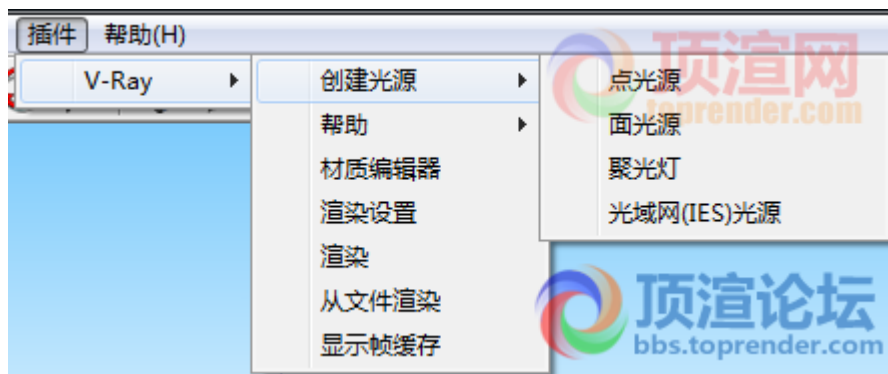 插件 帮助(H)
V-Ray
创建光源
帮助
材质编辑器
渲染设置
渲染
从文件渲染
显示帧缓存
点光源
面光源
聚光灯
光域网(IES)光源
顶渲网
toprender.com
顶渲论坛
bbs.toprender.com